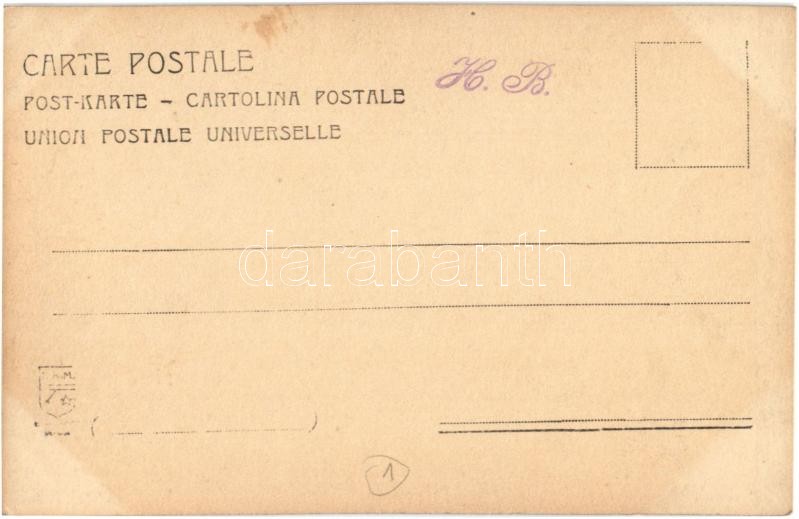 CARTE POSTALE
H. B.
POST-KARTE – CARTOLINA POSTALE
UNION POSTALE UNIVERSELLE
darabanth
( )
1